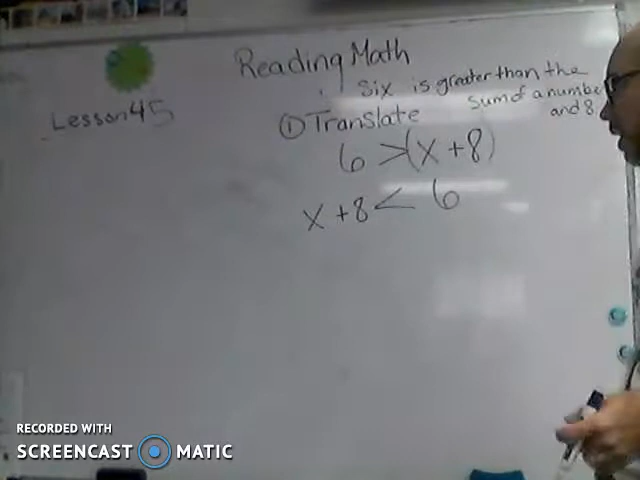 Reading Math
Lesson 45
Six is greater than the
sum of a number
and 8
① Translate
6 >(x + 8)
x + 8 < 6
RECORDED WITH
SCREENCAST MATIC